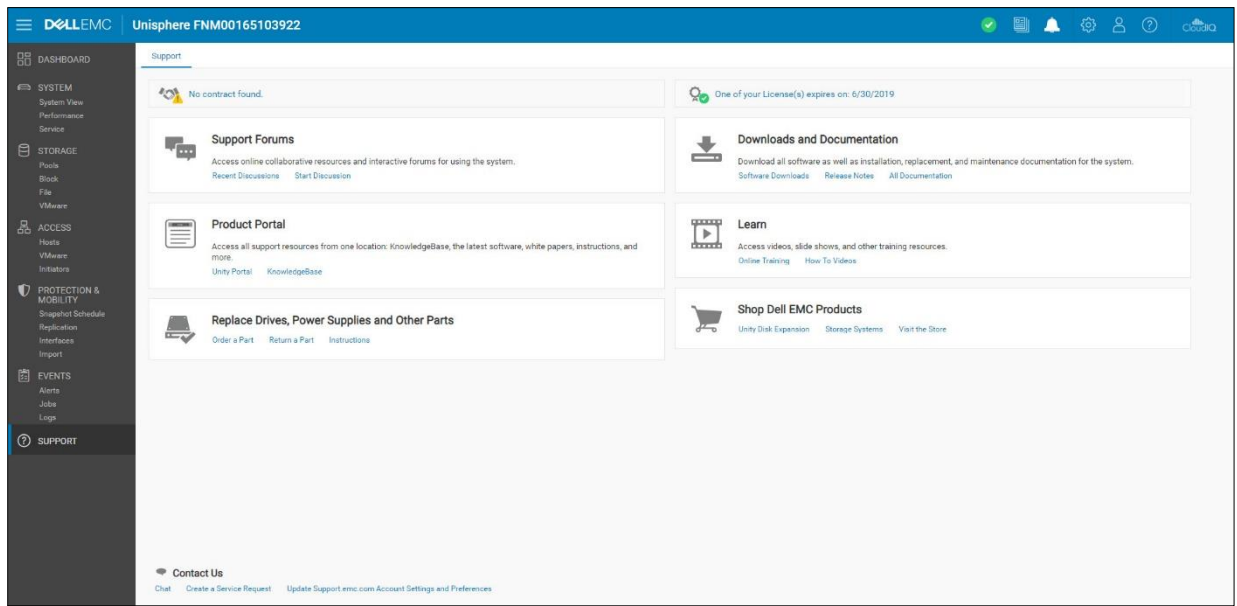 DELLEMC
Unisphere FNM00165103922
CloudIQ
DASHBOARD
SYSTEM
System View
Performance
Service
STORAGE
Pools
Block
File
VMware
ACCESS
Hosts
VMware
Initiators
PROTECTION &
MOBILITY
Snapshot Schedule
Replication
Interfaces
Import
EVENTS
Alerts
Jobs
Logs
SUPPORT
Support
No contract found.
One of your License(s) expires on: 6/30/2019
Support Forums
Access online collaborative resources and interactive forums for using the system.
Recent Discussions Start Discussion
Downloads and Documentation
Download all software as well as installation, replacement, and maintenance documentation for the system.
Software Downloads Release Notes All Documentation
Product Portal
Access all support resources from one location: KnowledgeBase, the latest software, white papers, instructions, and
more.
Unity Portal KnowledgeBase
Learn
Access videos, slide shows, and other training resources.
Online Training How To Videos
Replace Drives, Power Supplies and Other Parts
Order a Part Return a Part Instructions
Shop Dell EMC Products
Unity Disk Expansion Storage Systems Visit the Store
Contact Us
Chat Create a Service Request Update Support.emc.com Account Settings and Preferences